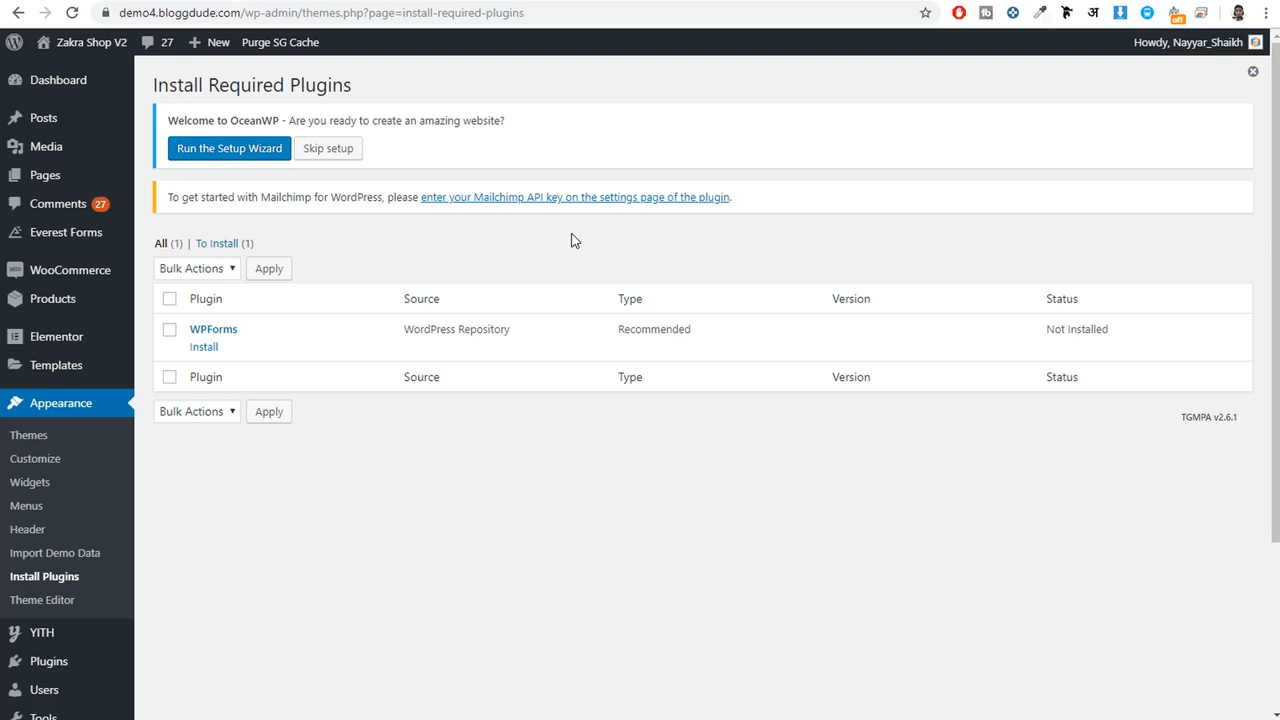 demo4.bloggdude.com/wp-admin/themes.php?page=install-required-plugins
off
Zakra Shop V2 27 New Purge SG Cache Howdy, Nayyar_Shaikh
Dashboard
Posts
Media
Pages
Comments 27
Everest Forms
WooCommerce
Products
Elementor
Templates
Appearance
Themes
Customize
Widgets
Menus
Header
Import Demo Data
Install Plugins
Theme Editor
YITH
Plugins
Users
Tools
Install Required Plugins
Welcome to OceanWP - Are you ready to create an amazing website?
Run the Setup Wizard Skip setup
To get started with Mailchimp for WordPress, please enter your Mailchimp API key on the settings page of the plugin.
All (1) | To Install (1)
Bulk Actions Apply
Plugin Source Type Version Status
WPForms WordPress Repository Recommended Not Installed
Install
Plugin Source Type Version Status
Bulk Actions Apply
TGMPA v2.6.1